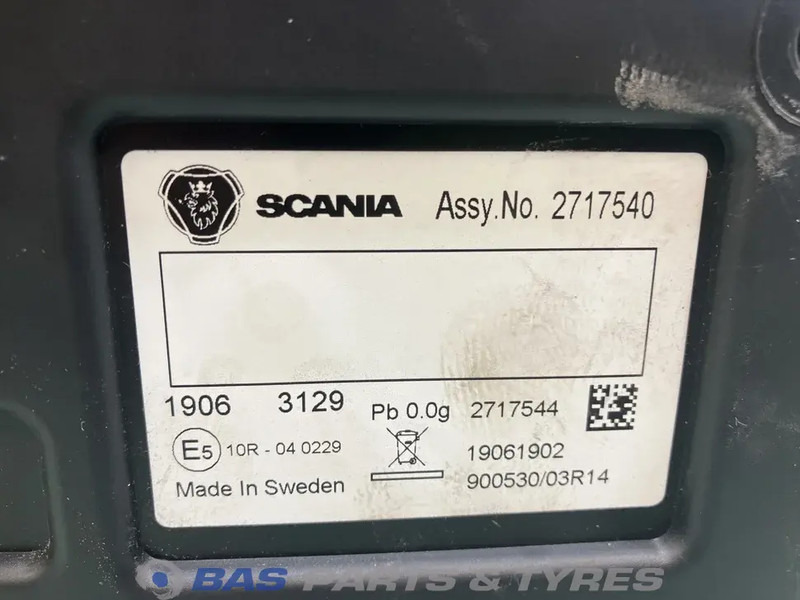 SCANIA Assy.No. 2717540
1906 3129 Pb 0.0g 2717544
E5 10R - 04 0229 19061902
Made In Sweden 900530/03R14
BAS PARTS & TYRES